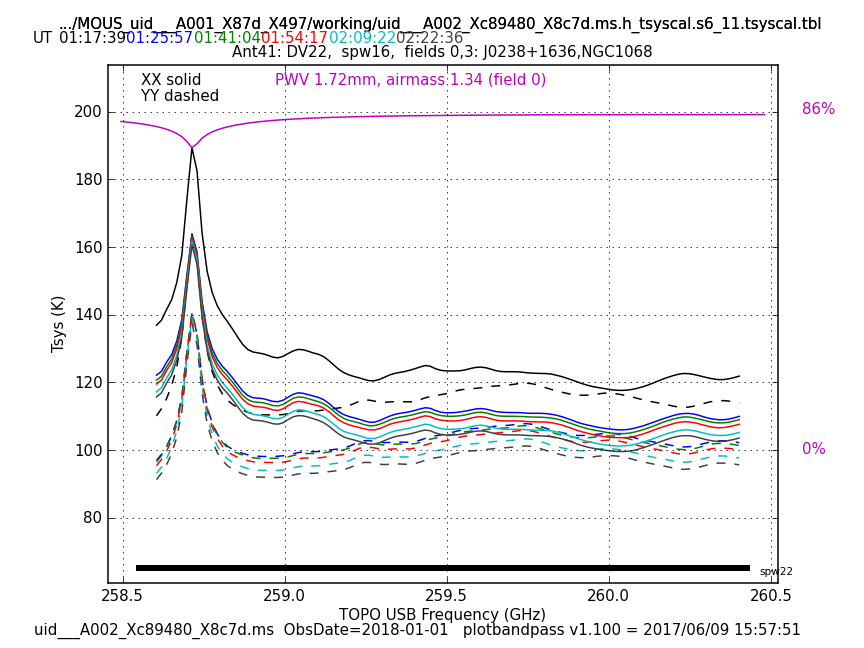 .../MOUS_uid___A001_X87d_X497/working/uid___A002_Xc89480_X8c7d.ms.h_tsyscal.s6_11.tsyscal.tbl
UT 01:17:39 01:25:57 01:41:04 01:54:17 02:09:22 02:22:36
Ant41: DV22, spw16, fields 0,3: J0238+1636,NGC1068
XX solid
YY dashed
PWV 1.72mm, airmass 1.34 (field 0)
86%
0%
200
180
160
140
120
100
80
Tsys (K)
spw22
258.5 259.0 259.5 260.0 260.5
TOPO USB Frequency (GHz)
uid___A002_Xc89480_X8c7d.ms ObsDate=2018-01-01 plotbandpass v1.100 = 2017/06/09 15:57:51